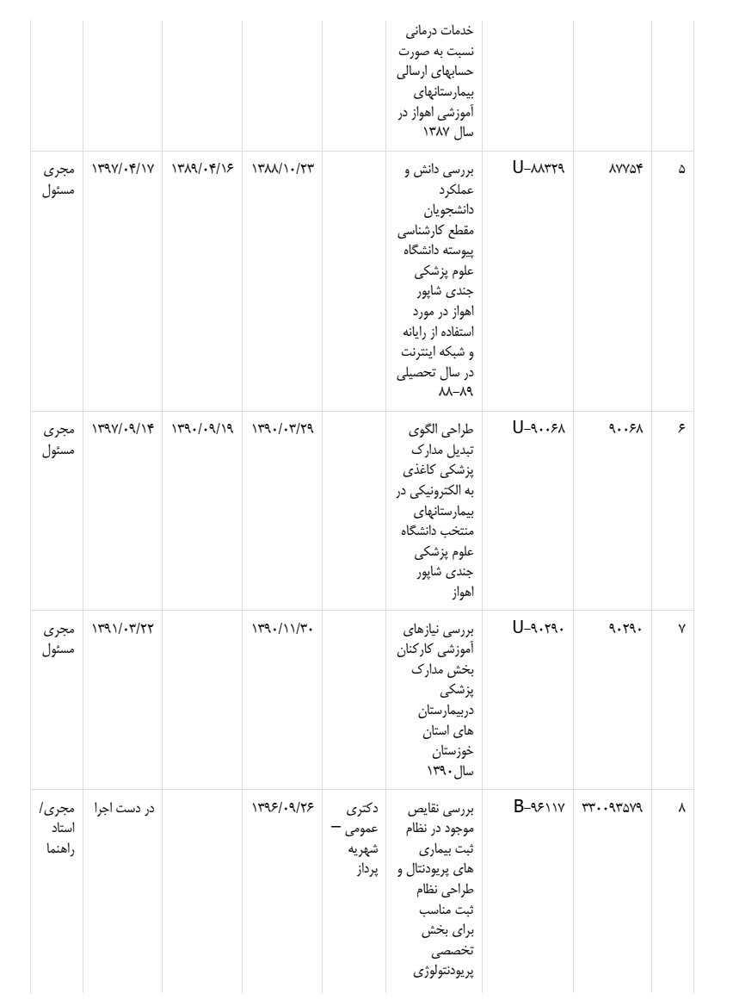 خدمات درمانی
نسبت به صورت
حسابهای ارسالی
بیمارستانهای
آموزشی اهواز در
سال ۱۳۸۷
۵
۸۷۷۵۴
U-۸۸۳۲۹
بررسی دانش و
عملکرد
دانشجویان
مقطع کارشناسی
پیوسته دانشگاه
علوم پزشکی
جندی شاپور
اهواز در مورد
استفاده از رایانه
و شبکه اینترنت
در سال تحصیلی
۸۸-۸۹
۱۳۸۸/۱۰/۲۳
۱۳۸۹/۰۴/۱۶
۱۳۹۷/۰۴/۱۷
مجری
مسئول
۶
۹۰۰۶۸
U-۹۰۰۶۸
طراحی الگوی
تبدیل مدارک
پزشکی کاغذی
به الکترونیکی در
بیمارستانهای
منتخب دانشگاه
علوم پزشکی
جندی شاپور
اهواز
۱۳۹۰/۰۳/۲۹
۱۳۹۰/۰۹/۱۹
۱۳۹۷/۰۹/۱۴
مجری
مسئول
۷
۹۰۲۹۰
U-۹۰۲۹۰
بررسی نیازهای
آموزشی کارکنان
بخش مدارک
پزشکی
دربیمارستان
های استان
خوزستان
سال۱۳۹۰
۱۳۹۰/۱۱/۳۰
۱۳۹۱/۰۳/۲۲
مجری
مسئول
۸
۳۳۰۰۹۳۵۷۹
B-۹۶۱۱۷
بررسی نقایص
موجود در نظام
ثبت بیماری
های پریودنتال و
طراحی نظام
ثبت مناسب
برای بخش
تخصصی
پریودنتولوژی
دکتری
عمومی –
شهریه
پرداز
۱۳۹۶/۰۹/۲۶
در دست اجرا
مجری/
استاد
راهنما